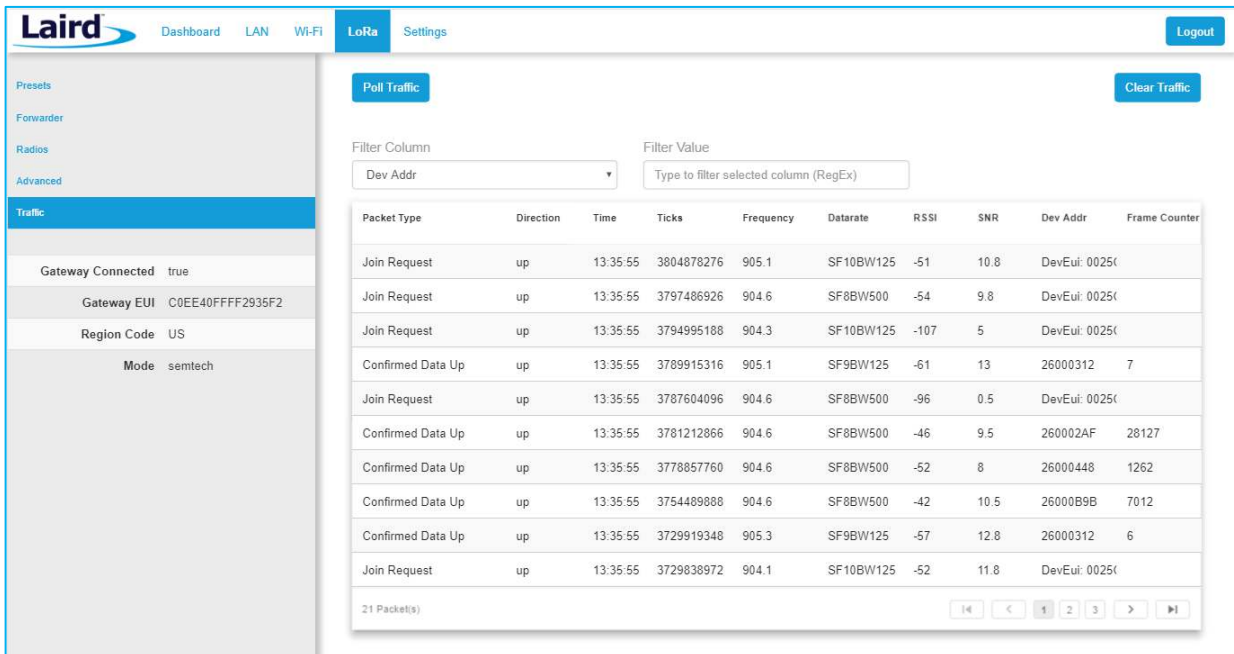 Laird Dashboard LAN Wi-Fi LoRa Settings Logout
Presets
Forwarder
Radios
Advanced
Traffic
Gateway Connected true
Gateway EUI C0EE40FFFF2935F2
Region Code US
Mode semtech
Poll Traffic Clear Traffic
Filter Column Filter Value
Dev Addr Type to filter selected column (RegEx)
Packet Type Direction Time Ticks Frequency Datarate RSSI SNR Dev Addr Frame Counter
Join Request up 13:35:55 3804878276 905.1 SF10BW125 -51 10.8 DevEui: 0025
Join Request up 13:35:55 3797486926 904.6 SF8BW500 -54 9.8 DevEui: 0025
Join Request up 13:35:55 3794995188 904.3 SF10BW125 -107 5 DevEui: 0025
Confirmed Data Up up 13:35:55 3789915316 905.1 SF9BW125 -61 13 26000312 7
Join Request up 13:35:55 3787604096 904.6 SF8BW500 -96 0.5 DevEui: 0025
Confirmed Data Up up 13:35:55 3781212866 904.6 SF8BW500 -46 9.5 260002AF 28127
Confirmed Data Up up 13:35:55 3778857760 904.6 SF8BW500 -52 8 26000448 1262
Confirmed Data Up up 13:35:55 3754489888 904.6 SF8BW500 -42 10.5 26000B9B 7012
Confirmed Data Up up 13:35:55 3729919348 905.3 SF9BW125 -57 12.8 26000312 6
Join Request up 13:35:55 3729838972 904.1 SF10BW125 -52 11.8 DevEui: 0025
21 Packet(s) 1 2 3